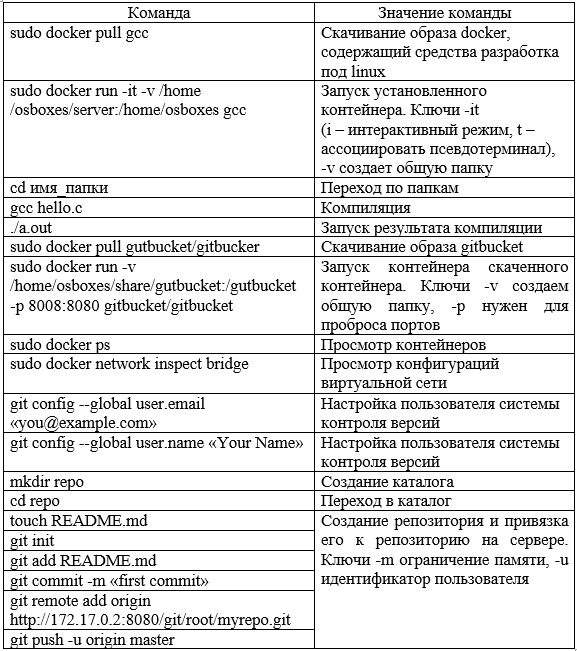 Команда
Значение команды
sudo docker pull gcc
Скачивание образа docker,
содержащий средства разработка
под linux
sudo docker run -it -v /home
/osboxes/server:/home/osboxes gcc
Запуск установленного
контейнера. Ключи -it
(i – интерактивный режим, t –
ассоциировать псевдотерминал),
-v создает общую папку
cd имя_папки
Переход по папкам
gcc hello.c
Компиляция
./a.out
Запуск результата компиляции
sudo docker pull gutbucket/gitbucker
Скачивание образа gitbucket
sudo docker run -v
/home/osboxes/share/gutbucket:/gutbucket
-p 8008:8080 gitbucket/gitbucket
Запуск контейнера скаченного
контейнера. Ключи -v создаем
общую папку, -p нужен для
проброса портов
sudo docker ps
Просмотр контейнеров
sudo docker network inspect bridge
Просмотр конфигураций
виртуальной сети
git config --global user.email
«you@example.com»
Настройка пользователя системы
контроля версий
git config --global user.name «Your Name»
Настройка пользователя системы
контроля версий
mkdir repo
Создание каталога
cd repo
Переход в каталог
touch README.md
git init
git add README.md
git commit -m «first commit»
git remote add origin
http://172.17.0.2:8080/git/root/myrepo.git
git push -u origin master
Создание репозитория и привязка
его к репозиторию на сервере.
Ключи -m ограничение памяти, -u
идентификатор пользователя